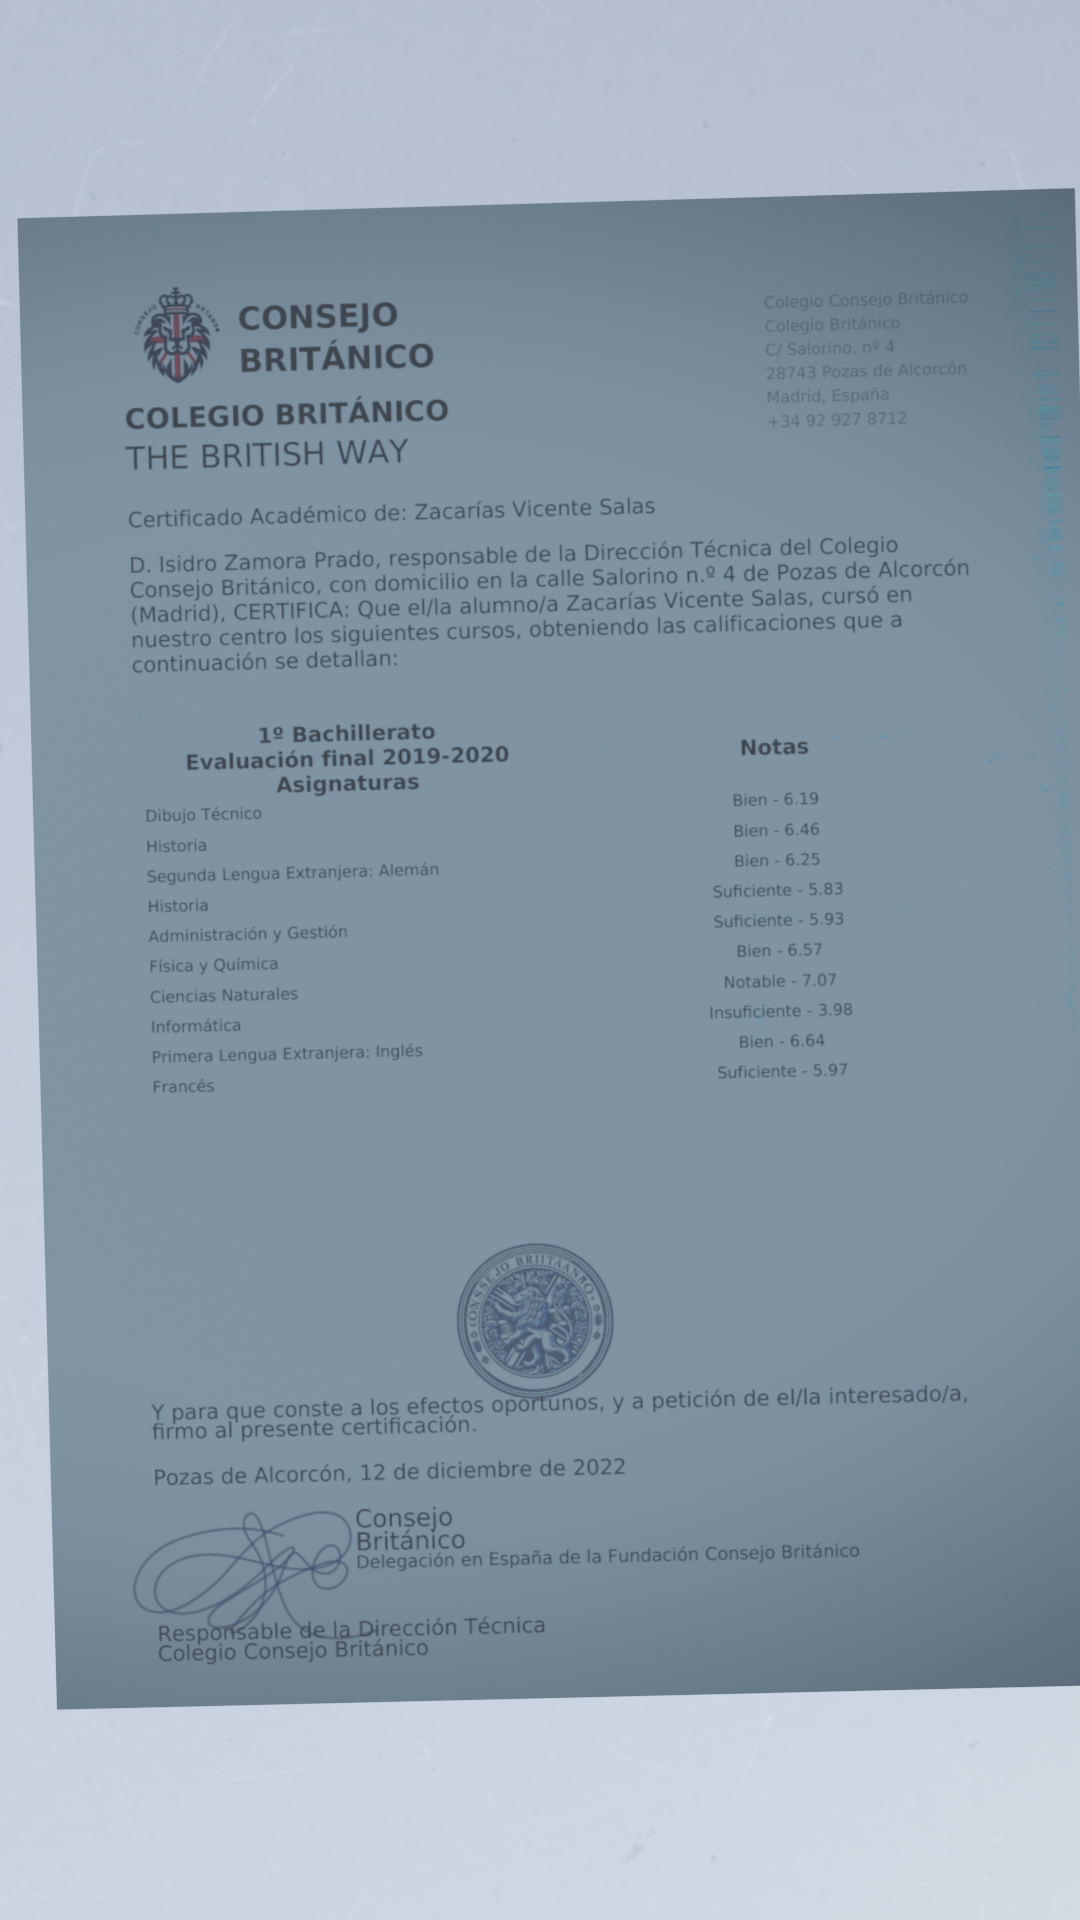 CONSEJO
BRITÁNICO
COLEGIO BRITÁNICO
THE BRITISH WAY
Colegio Consejo Británico
Colegio Británico
C/ Salorino, nº 4
28743 Pozas de Alcorcón
Madrid, España
+34 92 927 8712
Certificado Académico de: Zacarías Vicente Salas
D. Isidro Zamora Prado, responsable de la Dirección Técnica del Colegio
Consejo Británico, con domicilio en la calle Salorino n.º 4 de Pozas de Alcorcón
(Madrid), CERTIFICA: Que el/la alumno/a Zacarías Vicente Salas, cursó en
nuestro centro los siguientes cursos, obteniendo las calificaciones que a
continuación se detallan:
1º Bachillerato
Evaluación final 2019-2020
Asignaturas
Notas
Dibujo Técnico
Bien - 6.19
Historia
Bien - 6.46
Segunda Lengua Extranjera: Alemán
Bien - 6.25
Historia
Suficiente - 5.83
Administración y Gestión
Suficiente - 5.93
Física y Química
Bien - 6.57
Ciencias Naturales
Notable - 7.07
Informática
Insuficiente - 3.98
Primera Lengua Extranjera: Inglés
Bien - 6.64
Francés
Suficiente - 5.97
Y para que conste a los efectos oportunos, y a petición de el/la interesado/a,
firmo al presente certificación.
Pozas de Alcorcón, 12 de diciembre de 2022
Consejo
Británico
Delegación en España de la Fundación Consejo Británico
Responsable de la Dirección Técnica
Colegio Consejo Británico